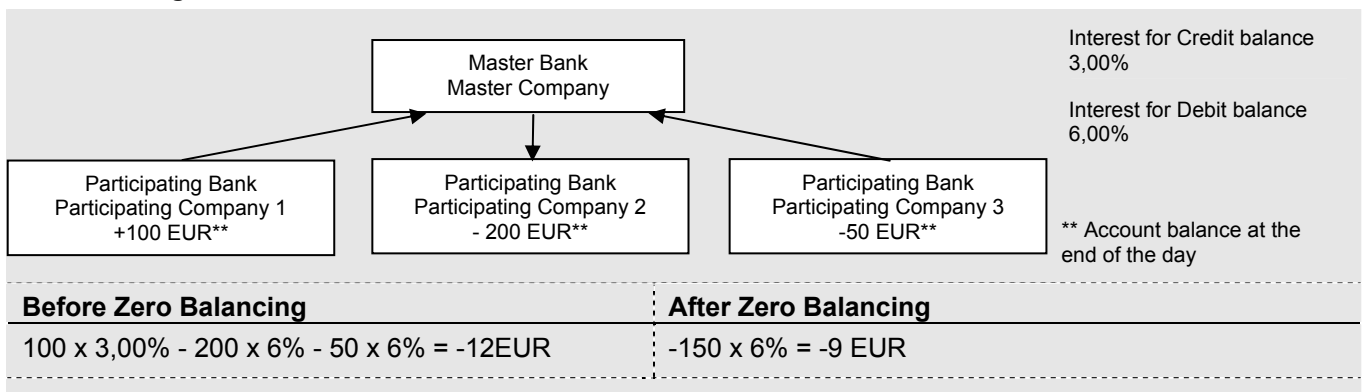 Master Bank
Master Company
Interest for Credit balance
3,00%
Interest for Debit balance
6,00%
Participating Bank
Participating Company 1
+100 EUR**
Participating Bank
Participating Company 2
- 200 EUR**
Participating Bank
Participating Company 3
-50 EUR**
** Account balance at the
end of the day
Before Zero Balancing
After Zero Balancing
100 x 3,00% - 200 x 6% - 50 x 6% = -12EUR
-150 x 6% = -9 EUR